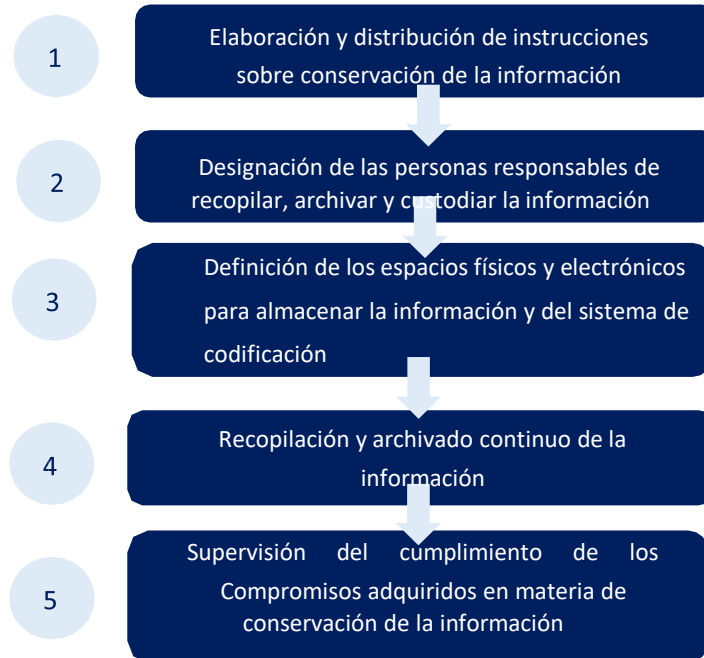 1
Elaboración y distribución de instrucciones
sobre conservación de la información
2
Designación de las personas responsables de
recopilar, archivar y custodiar la información
3
Definición de los espacios físicos y electrónicos
para almacenar la información y del sistema de
codificación
4
Recopilación y archivado continuo de la
información
5
Supervisión del cumplimiento de los
Compromisos adquiridos en materia de
conservación de la información